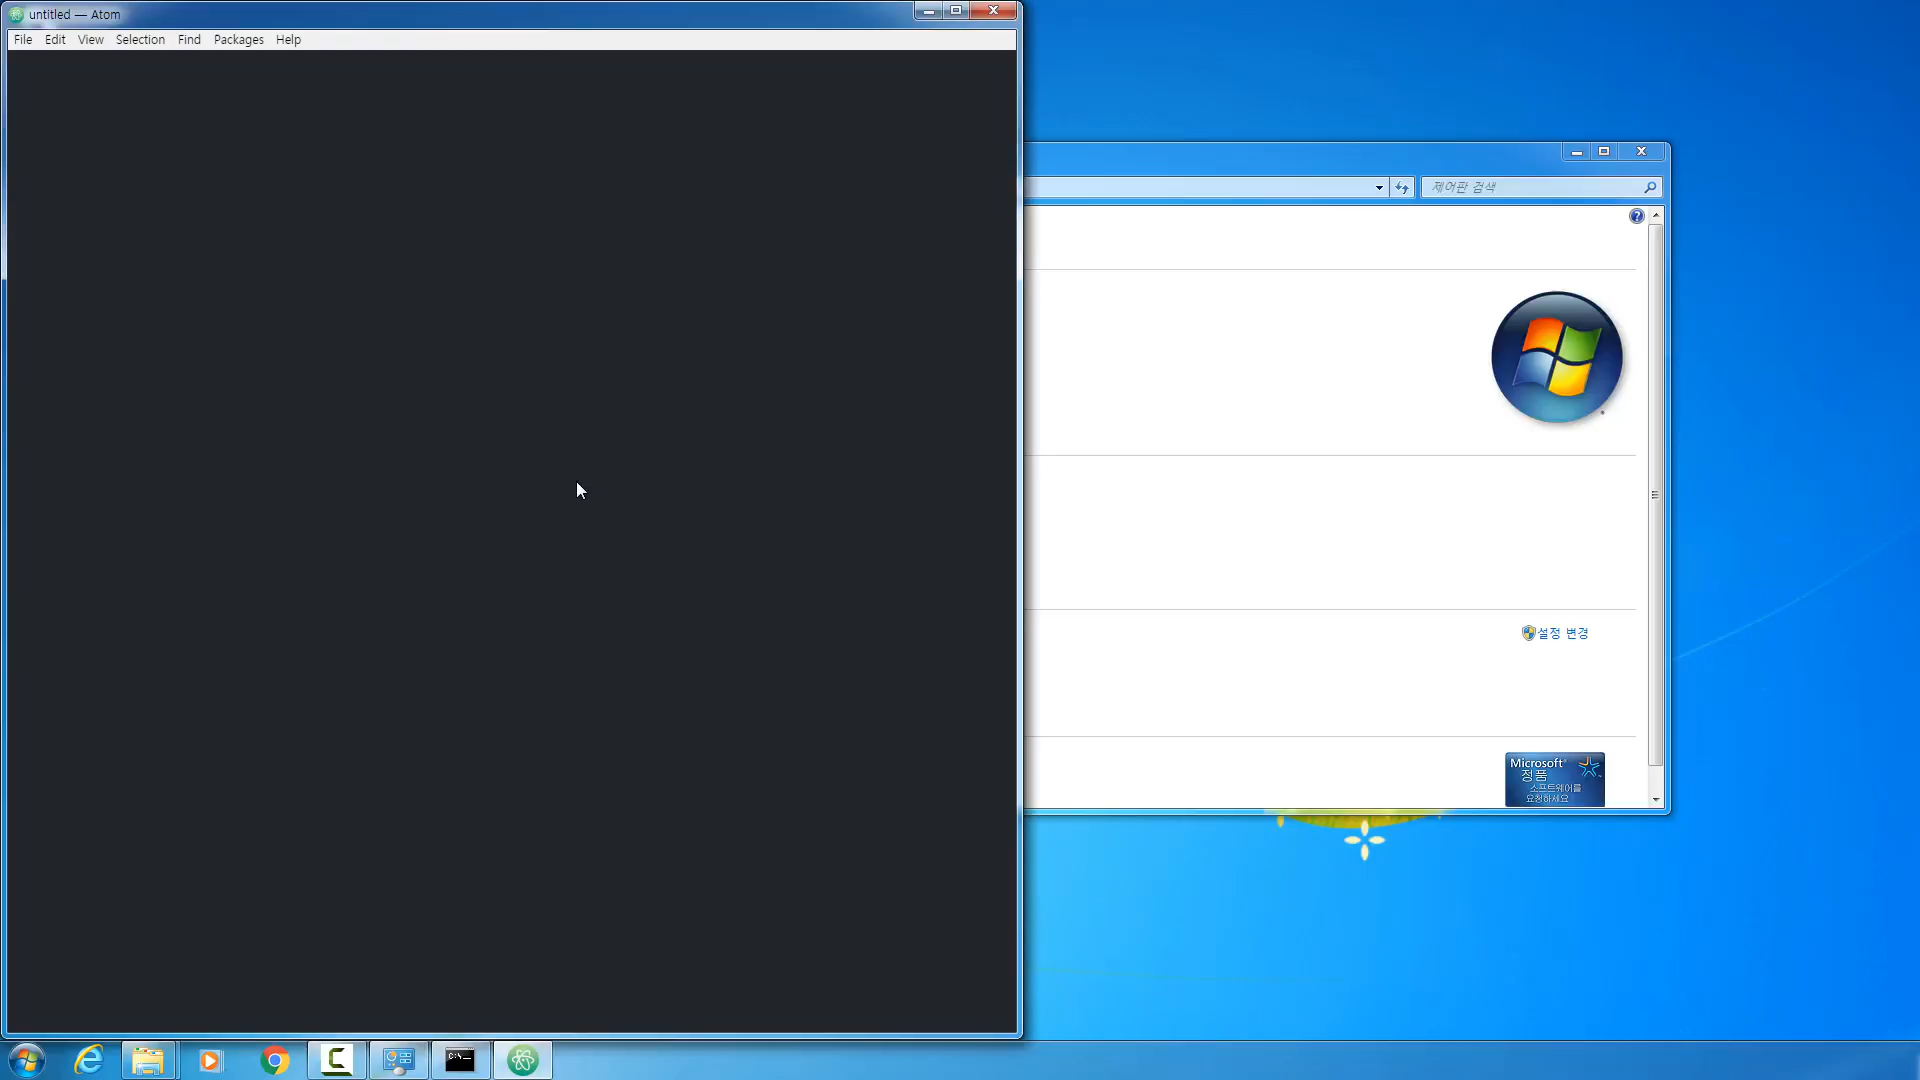 untitled — Atom
File Edit View Selection Find Packages Help
제어판 검색
설정 변경
Microsoft
정품
소프트웨어를
요청하세요
C:\_